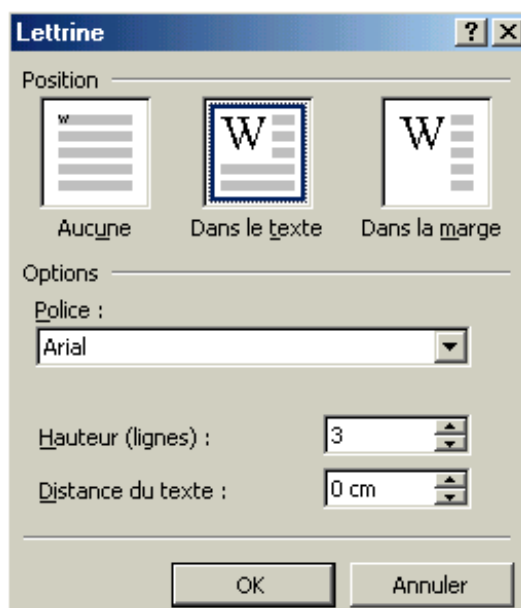 Lettrine
Position
W W W
Aucune Dans le texte Dans la marge
Options
Police :
Arial
Hauteur (lignes) : 3
Distance du texte : 0 cm
OK Annuler